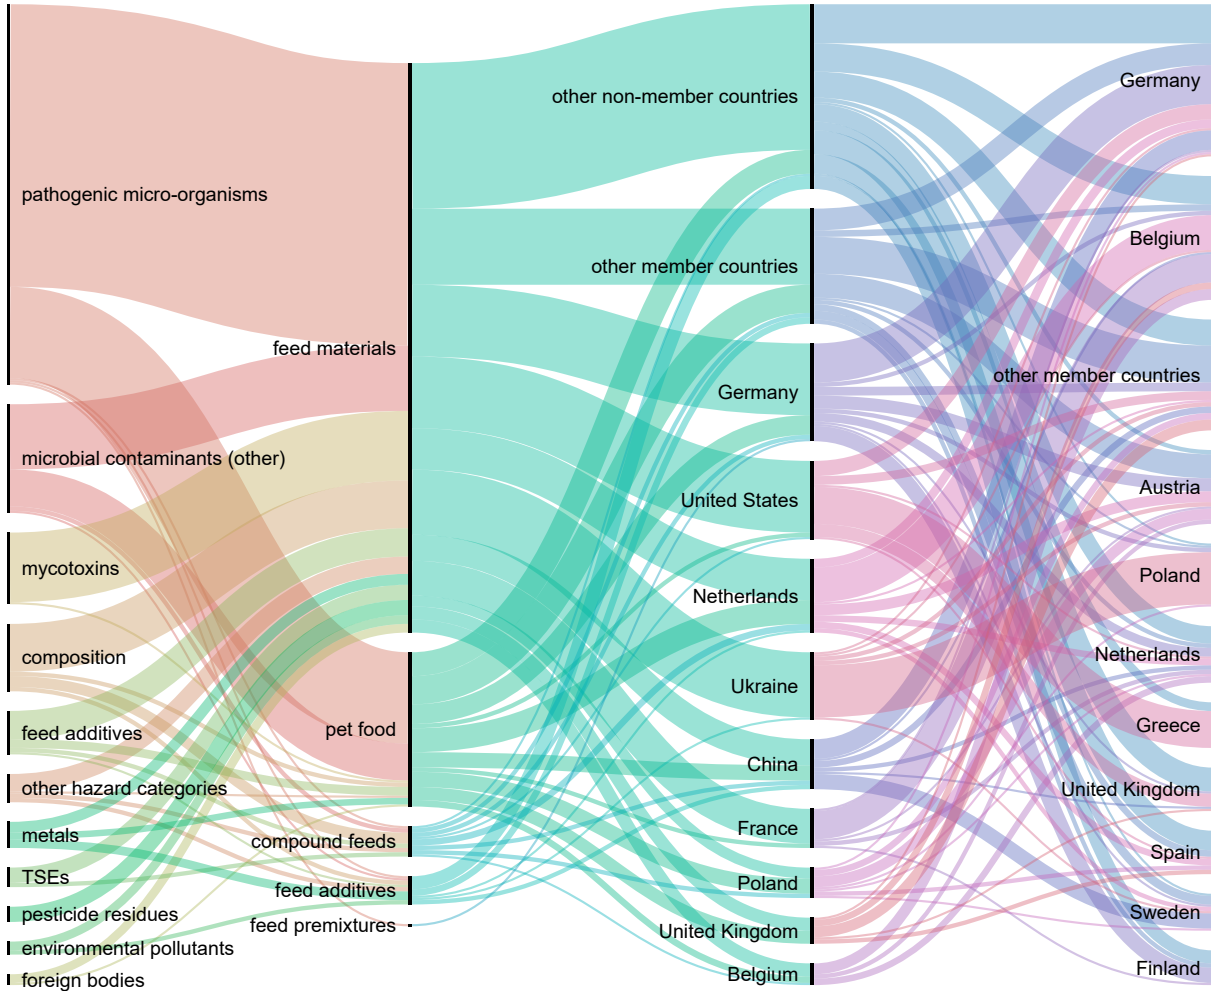 pathogenic micro-organisms
microbial contaminants (other)
mycotoxins
composition
feed additives
other hazard categories
metals
TSEs
pesticide residues
environmental pollutants
foreign bodies
feed materials
pet food
compound feeds
feed additives
feed premixtures
other non-member countries
other member countries
Germany
United States
Netherlands
Ukraine
China
France
Poland
United Kingdom
Belgium
Germany
Belgium
other member countries
Austria
Poland
Netherlands
Greece
United Kingdom
Spain
Sweden
Finland